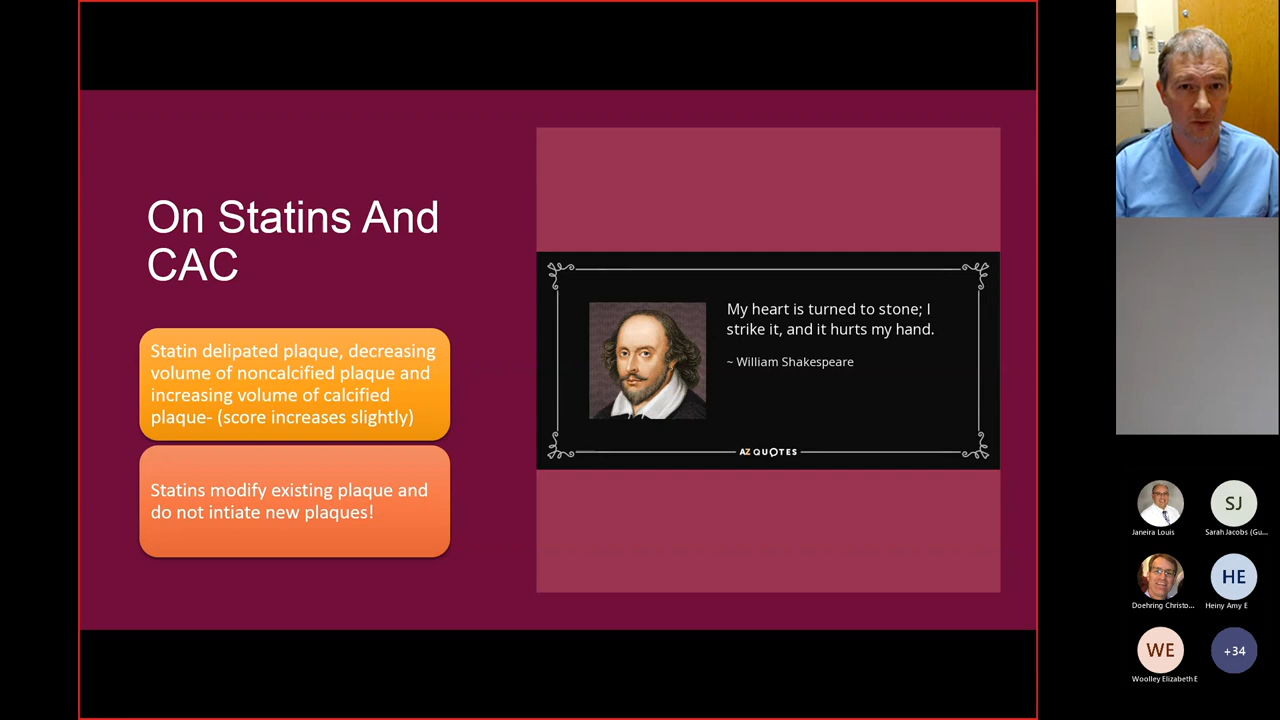 On Statins And
CAC
Statin delipated plaque, decreasing
volume of noncalcified plaque and
increasing volume of calcified
plaque- (score increases slightly)
Statins modify existing plaque and
do not intiate new plaques!
My heart is turned to stone; I
strike it, and it hurts my hand.
~ William Shakespeare
AZ QUOTES
SJ
Janeira Louis
Sarah Jacobs (Gu...
HE
Doehring Christo...
Heiny Amy E
WE
+34
Woolley Elizabeth E